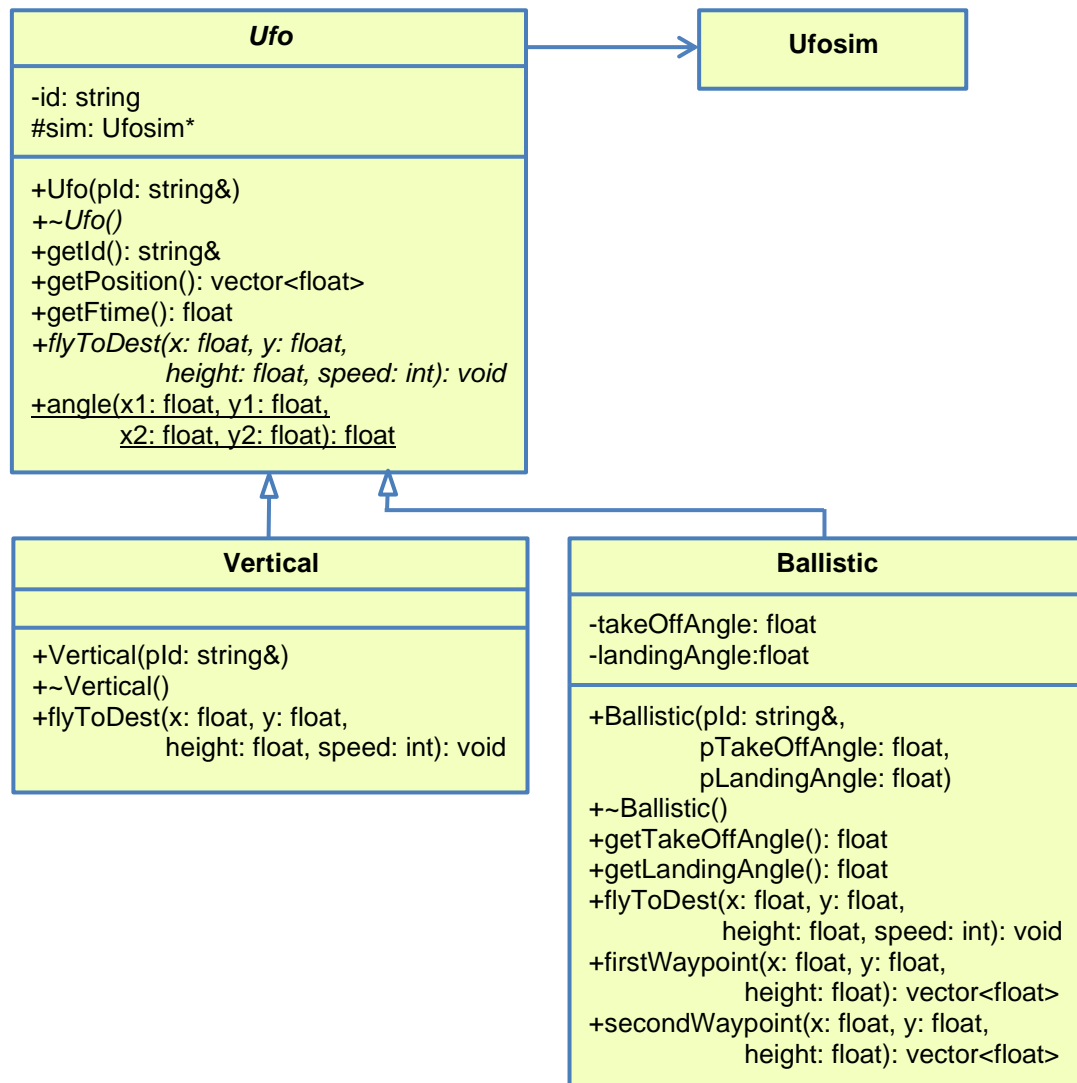 Ufo
-id: string
#sim: Ufosim*
+Ufo(pId: string&)
+~Ufo()
+getId(): string&
+getPosition(): vector<float>
+getFtime(): float
+flyToDest(x: float, y: float,
height: float, speed: int): void
+angle(x1: float, y1: float,
x2: float, y2: float): float
Ufosim
Vertical
+Vertical(pId: string&)
+~Vertical()
+flyToDest(x: float, y: float,
height: float, speed: int): void
Ballistic
-takeOffAngle: float
-landingAngle:float
+Ballistic(pId: string&,
pTakeOffAngle: float,
pLandingAngle: float)
+~Ballistic()
+getTakeOffAngle(): float
+getLandingAngle(): float
+flyToDest(x: float, y: float,
height: float, speed: int): void
+firstWaypoint(x: float, y: float,
height: float): vector<float>
+secondWaypoint(x: float, y: float,
height: float): vector<float>